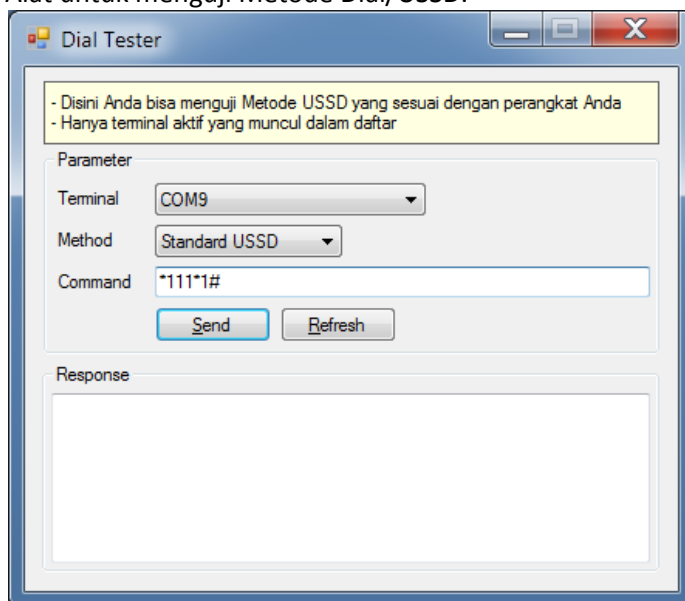 Alat untuk menguji Metode Dial/USSD.
Dial Tester
- Disini Anda bisa menguji Metode USSD yang sesuai dengan perangkat Anda
- Hanya terminal aktif yang muncul dalam daftar
Parameter
Terminal COM9
Method Standard USSD
Command *111*1#
Send Refresh
Response